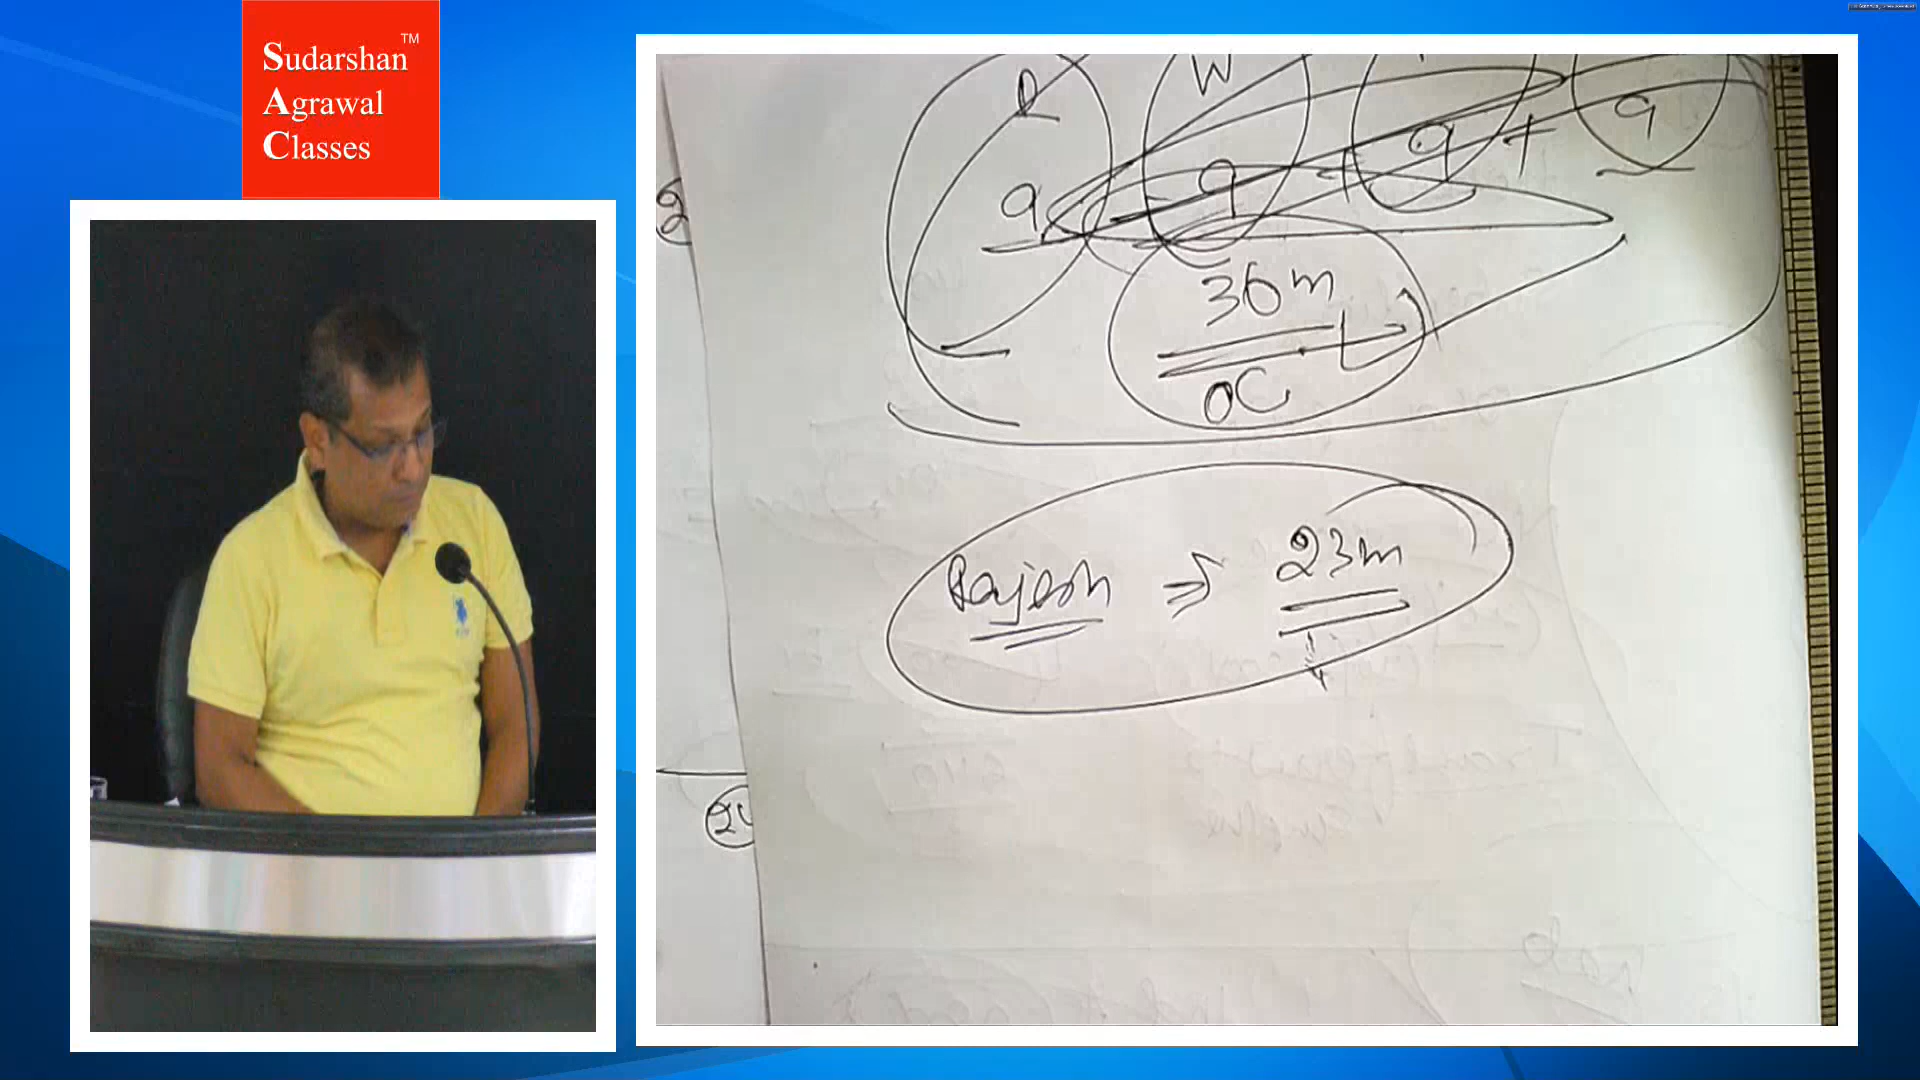 Sudarshan™
Agrawal
Classes
R W
9 9 9 + 9
36m
OC
Rajesh ⇒ 23m